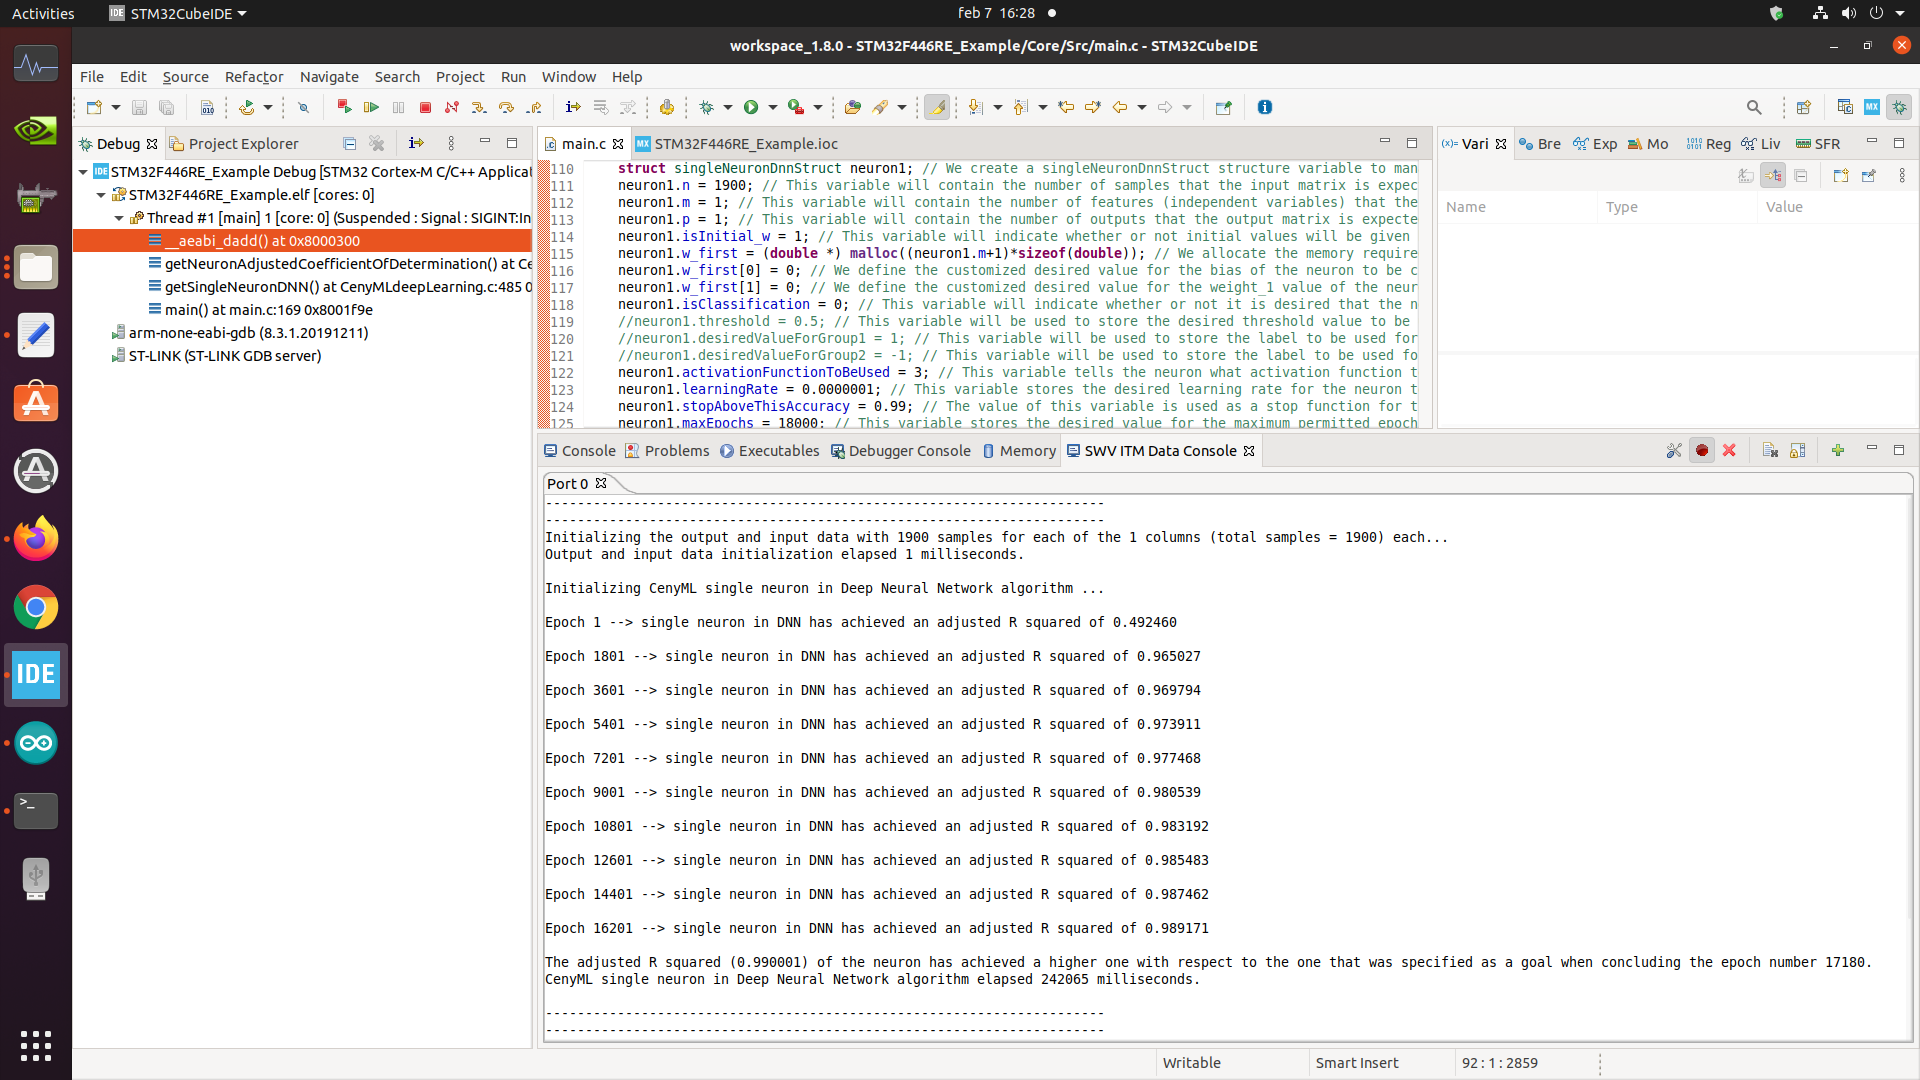 Activities
STM32CubeIDE
feb 7 16:28
workspace_1.8.0 - STM32F446RE_Example/Core/Src/main.c - STM32CubeIDE
File Edit Source Refactor Navigate Search Project Run Window Help
Debug
Project Explorer
STM32F446RE_Example Debug [STM32 Cortex-M C/C++ Applicat
STM32F446RE_Example.elf [cores: 0]
Thread #1 [main] 1 [core: 0] (Suspended : Signal : SIGINT:In
__aeabi_dadd() at 0x8000300
getNeuronAdjustedCoefficientOfDetermination() at Ce
getSingleNeuronDNN() at CenyMLdeepLearning.c:485 0
main() at main.c:169 0x8001f9e
arm-none-eabi-gdb (8.3.1.20191211)
ST-LINK (ST-LINK GDB server)
IDE
main.c
STM32F446RE_Example.ioc
110 struct singleNeuronDnnStruct neuron1; // We create a singleNeuronDnnStruct structure variable to man
111 neuron1.n = 1900; // This variable will contain the number of samples that the input matrix is expec
112 neuron1.m = 1; // This variable will contain the number of features (independent variables) that the
113 neuron1.p = 1; // This variable will contain the number of outputs that the output matrix is expecte
114 neuron1.isInitial_w = 1; // This variable will indicate whether or not initial values will be given
115 neuron1.w_first = (double *) malloc((neuron1.m+1)*sizeof(double)); // We allocate the memory require
116 neuron1.w_first[0] = 0; // We define the customized desired value for the bias of the neuron to be c
117 neuron1.w_first[1] = 0; // We define the customized desired value for the weight_1 value of the neur
118 neuron1.isClassification = 0; // This variable will indicate whether or not it is desired that the n
119 //neuron1.threshold = 0.5; // This variable will be used to store the desired threshold value to be
120 //neuron1.desiredValueForGroup1 = 1; // This variable will be used to store the label to be used for
121 //neuron1.desiredValueForGroup2 = -1; // This variable will be used to store the label to be used fo
122 neuron1.activationFunctionToBeUsed = 3; // This variable tells the neuron what activation function t
123 neuron1.learningRate = 0.0000001; // This variable stores the desired learning rate for the neuron t
124 neuron1.stopAboveThisAccuracy = 0.99; // The value of this variable is used as a stop function for t
125 neuron1.maxEpochs = 18000; // This variable stores the desired value for the maximum permitted epoch
(x)= Vari Bre Exp Mo Reg Liv SFR
Name Type Value
Console Problems Executables Debugger Console Memory SWV ITM Data Console
Port 0
----------------------------------------------------------------------
----------------------------------------------------------------------
Initializing the output and input data with 1900 samples for each of the 1 columns (total samples = 1900) each...
Output and input data initialization elapsed 1 milliseconds.
Initializing CenyML single neuron in Deep Neural Network algorithm ...
Epoch 1 --> single neuron in DNN has achieved an adjusted R squared of 0.492460
Epoch 1801 --> single neuron in DNN has achieved an adjusted R squared of 0.965027
Epoch 3601 --> single neuron in DNN has achieved an adjusted R squared of 0.969794
Epoch 5401 --> single neuron in DNN has achieved an adjusted R squared of 0.973911
Epoch 7201 --> single neuron in DNN has achieved an adjusted R squared of 0.977468
Epoch 9001 --> single neuron in DNN has achieved an adjusted R squared of 0.980539
Epoch 10801 --> single neuron in DNN has achieved an adjusted R squared of 0.983192
Epoch 12601 --> single neuron in DNN has achieved an adjusted R squared of 0.985483
Epoch 14401 --> single neuron in DNN has achieved an adjusted R squared of 0.987462
Epoch 16201 --> single neuron in DNN has achieved an adjusted R squared of 0.989171
The adjusted R squared (0.990001) of the neuron has achieved a higher one with respect to the one that was specified as a goal when concluding the epoch number 17180.
CenyML single neuron in Deep Neural Network algorithm elapsed 242065 milliseconds.
----------------------------------------------------------------------
----------------------------------------------------------------------
Writable
Smart Insert
92 : 1 : 2859